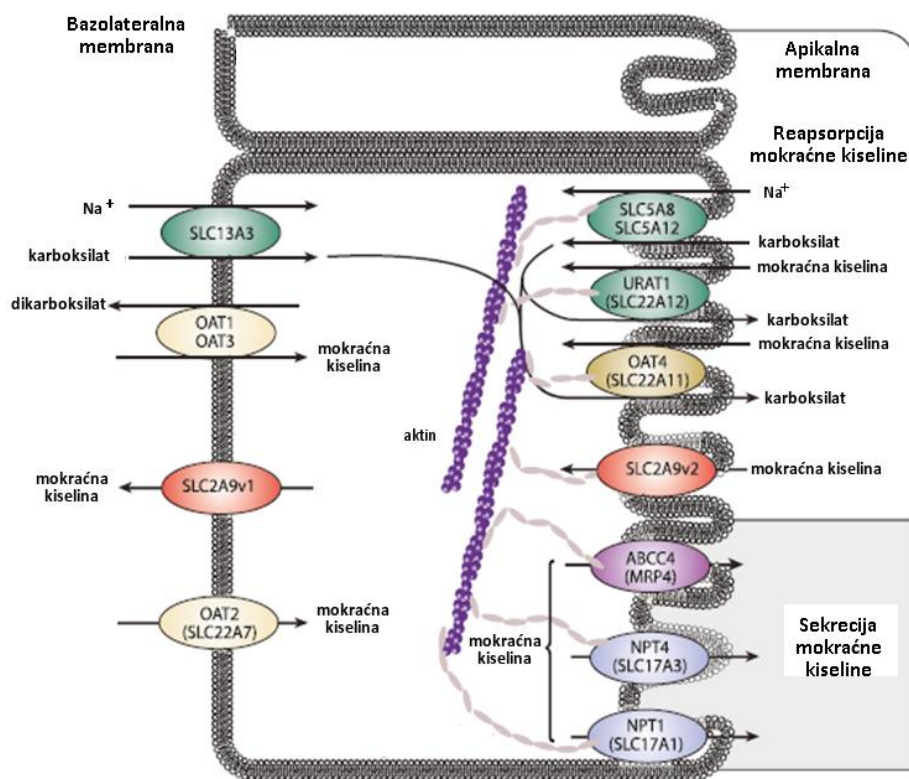 Bazolateralna
membrana
Apikalna
membrana
Reapsorpcija
mokraćne kiseline
Na+
SLC13A3
karboksilat
dikarboksilat
OAT1
OAT3
mokraćna
kiselina
mokraćna
kiselina
SLC2A9v1
OAT2
(SLC22A7)
mokraćna
kiselina
aktin
Na+
SLC5A8
SLC5A12
karboksilat
mokraćna kiselina
URAT1
(SLC22A12)
karboksilat
mokraćna kiselina
OAT4
(SLC22A11)
karboksilat
SLC2A9v2
mokraćna kiselina
ABCC4
(MRP4)
mokraćna
kiselina
NPT4
(SLC17A3)
NPT1
(SLC17A1)
Sekrecija
mokraćne
kiseline